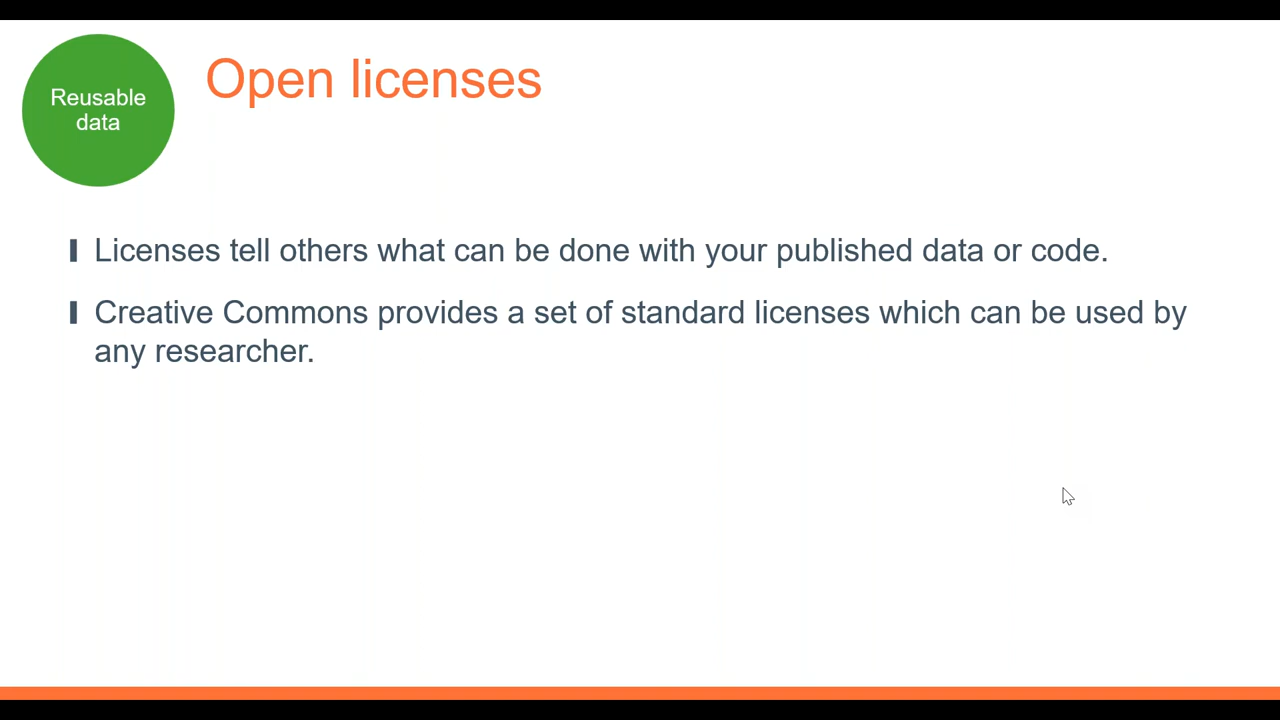 Reusable
data
Open licenses
Licenses tell others what can be done with your published data or code.
Creative Commons provides a set of standard licenses which can be used by
any researcher.